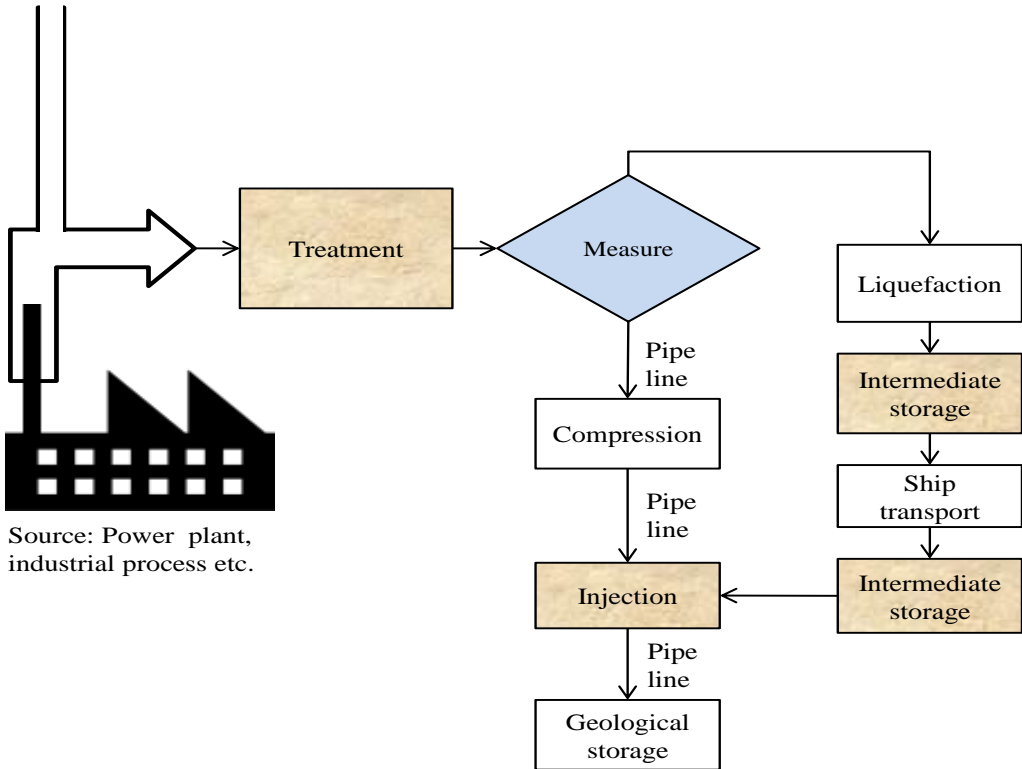 Treatment
Measure
Liquefaction
Pipe
line
Intermediate
storage
Compression
Ship
transport
Pipe
line
Source: Power plant,
industrial process etc.
Injection
Intermediate
storage
Pipe
line
Geological
storage